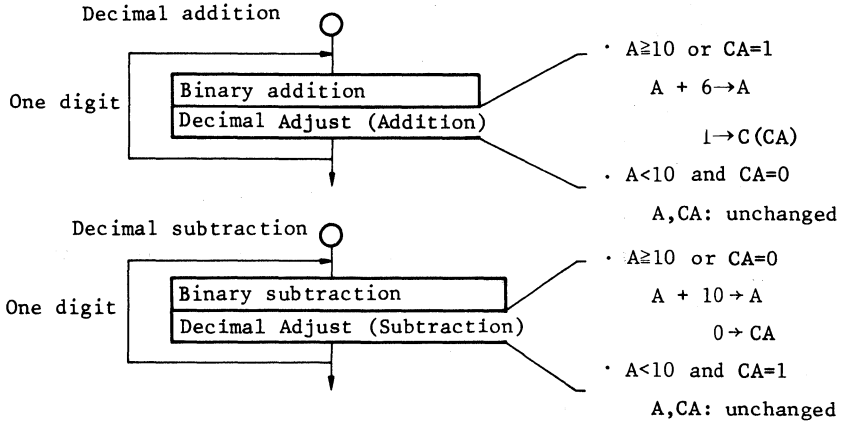 Decimal addition
One digit
Binary addition
Decimal Adjust (Addition)
· A≧10 or CA=1
A + 6→A
1→C(CA)
· A<10 and CA=0
A,CA: unchanged
Decimal subtraction
One digit
Binary subtraction
Decimal Adjust (Subtraction)
· A≧10 or CA=0
A + 10→A
0→CA
· A<10 and CA=1
A,CA: unchanged